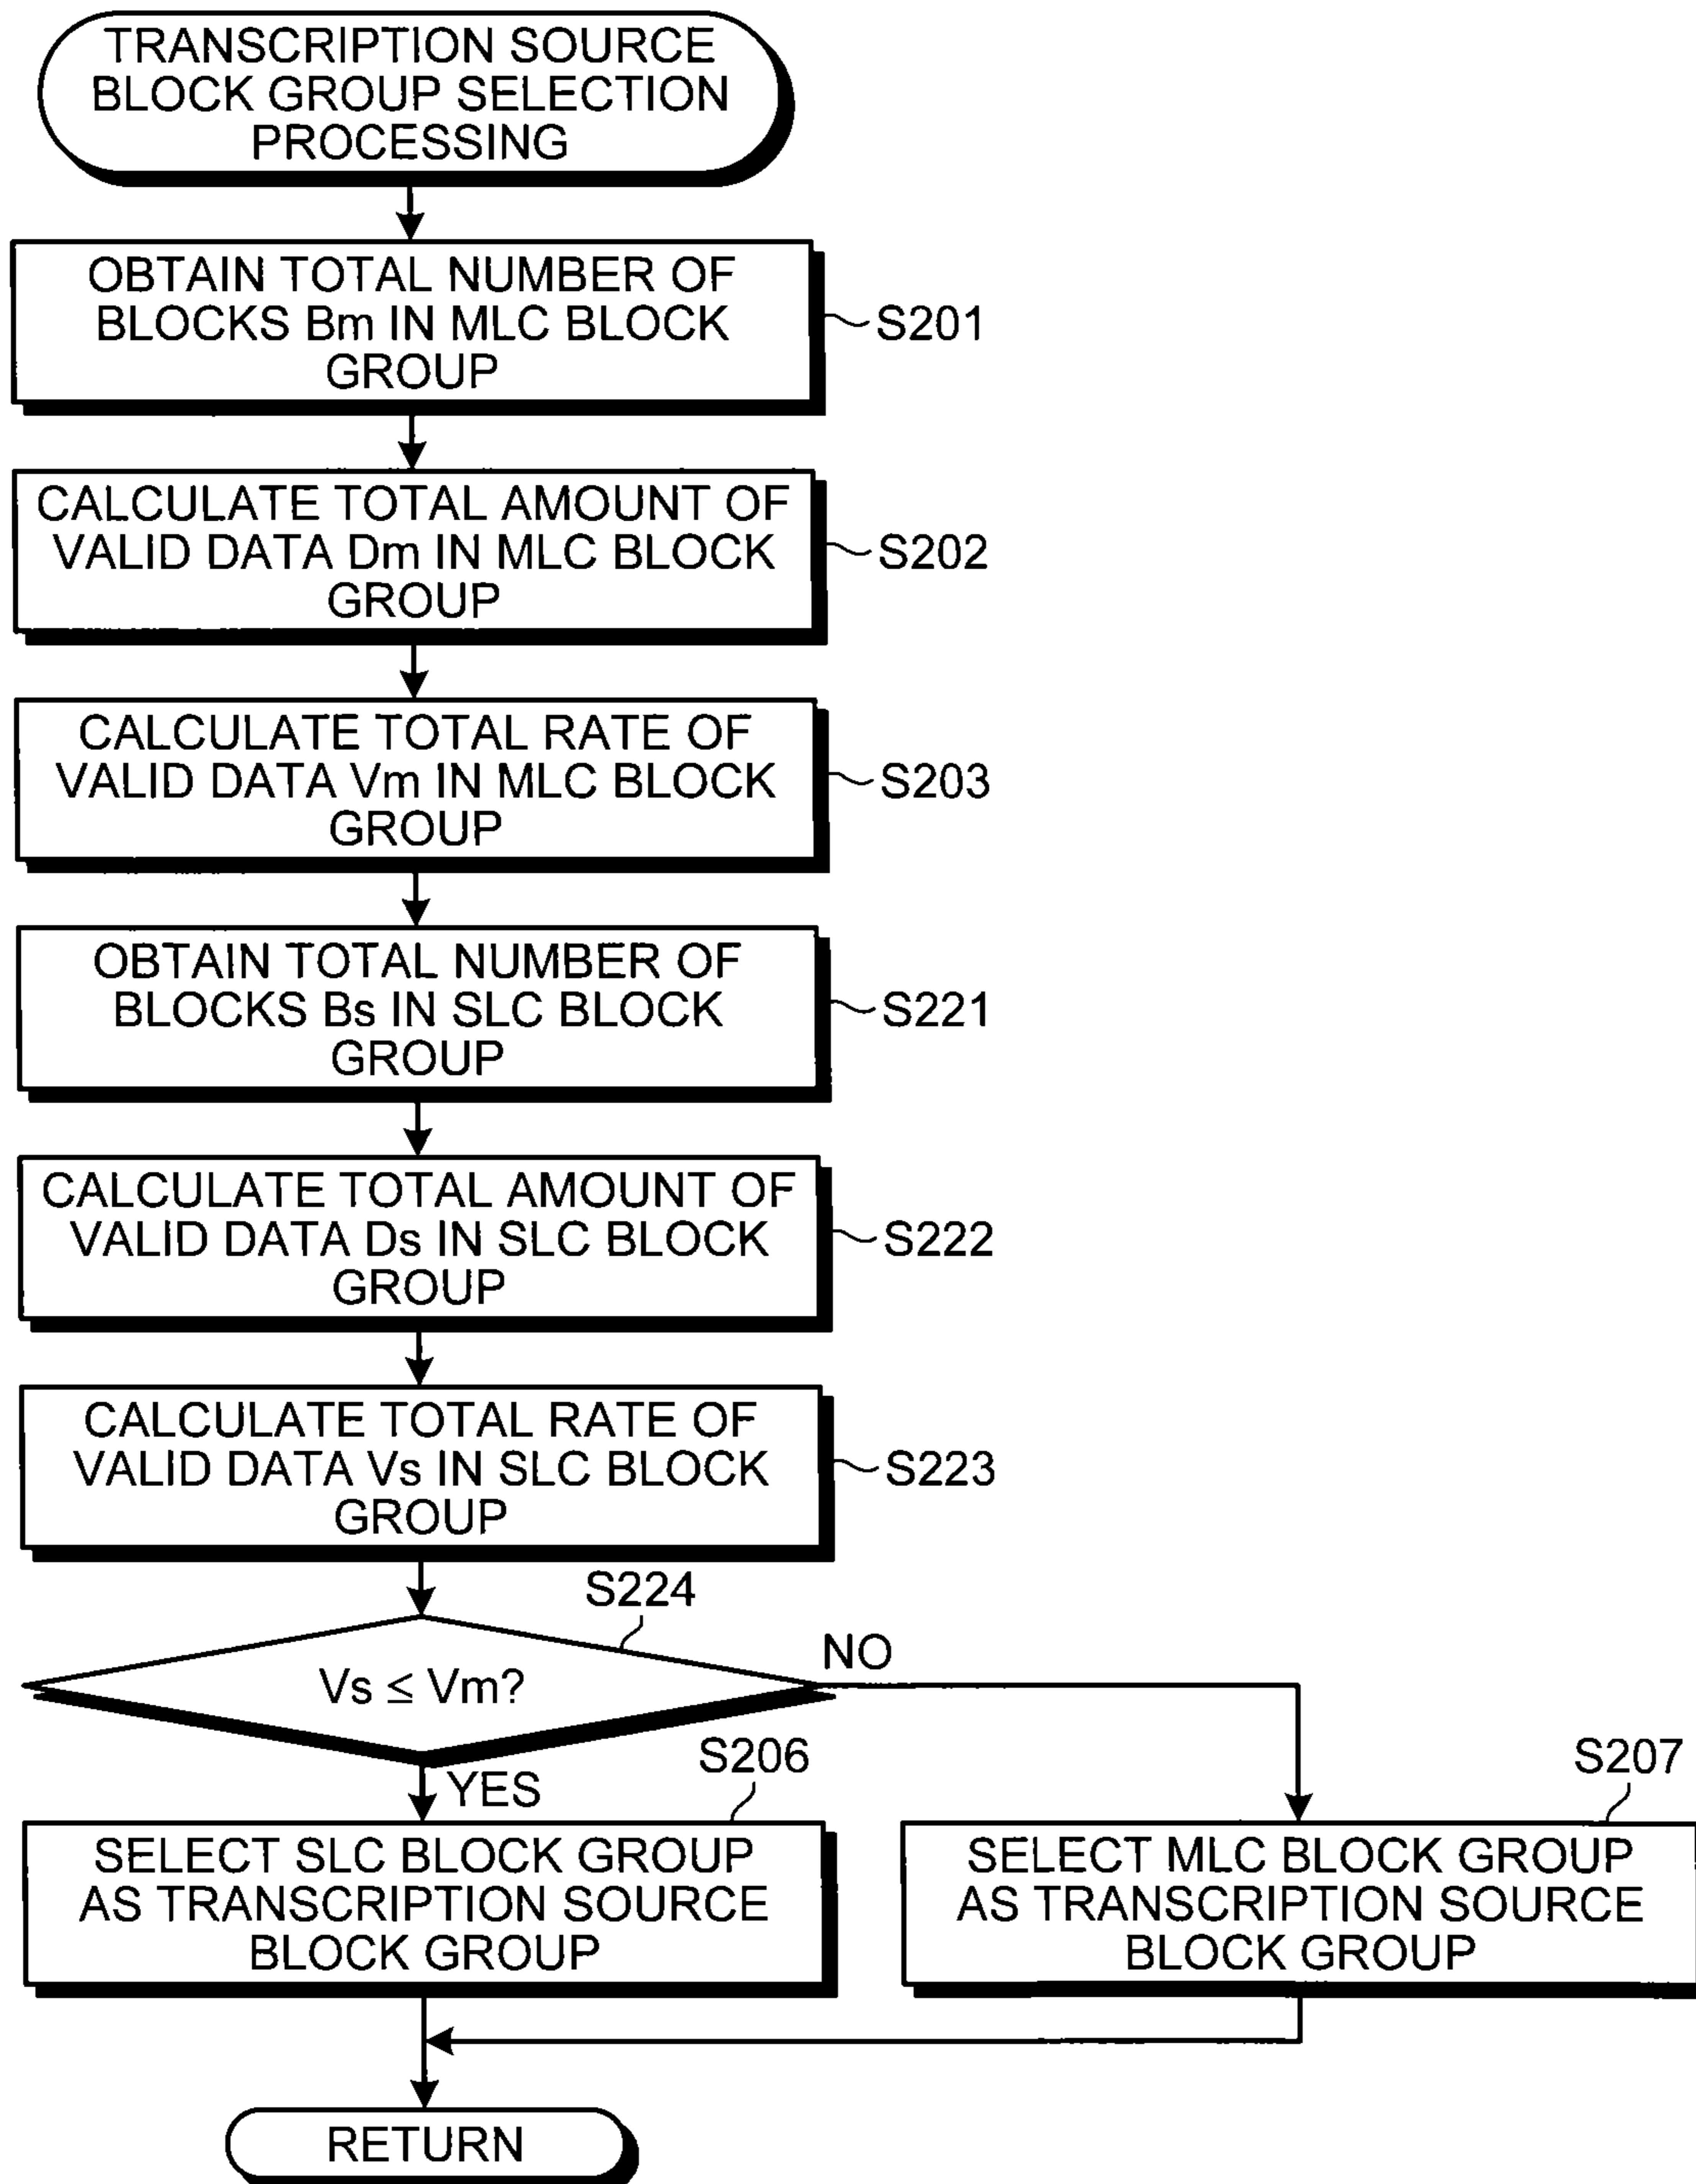 TRANSCRIPTION SOURCE
BLOCK GROUP SELECTION
PROCESSING
OBTAIN TOTAL NUMBER OF
BLOCKS Bm IN MLC BLOCK
GROUP
S201
CALCULATE TOTAL AMOUNT OF
VALID DATA Dm IN MLC BLOCK
GROUP
S202
CALCULATE TOTAL RATE OF
VALID DATA Vm IN MLC BLOCK
GROUP
S203
OBTAIN TOTAL NUMBER OF
BLOCKS Bs IN SLC BLOCK
GROUP
S221
CALCULATE TOTAL AMOUNT OF
VALID DATA Ds IN SLC BLOCK
GROUP
S222
CALCULATE TOTAL RATE OF
VALID DATA Vs IN SLC BLOCK
GROUP
S223
S224
Vs ≤ Vm?
NO
YES
S206
SELECT SLC BLOCK GROUP
AS TRANSCRIPTION SOURCE
BLOCK GROUP
S207
SELECT MLC BLOCK GROUP
AS TRANSCRIPTION SOURCE
BLOCK GROUP
RETURN